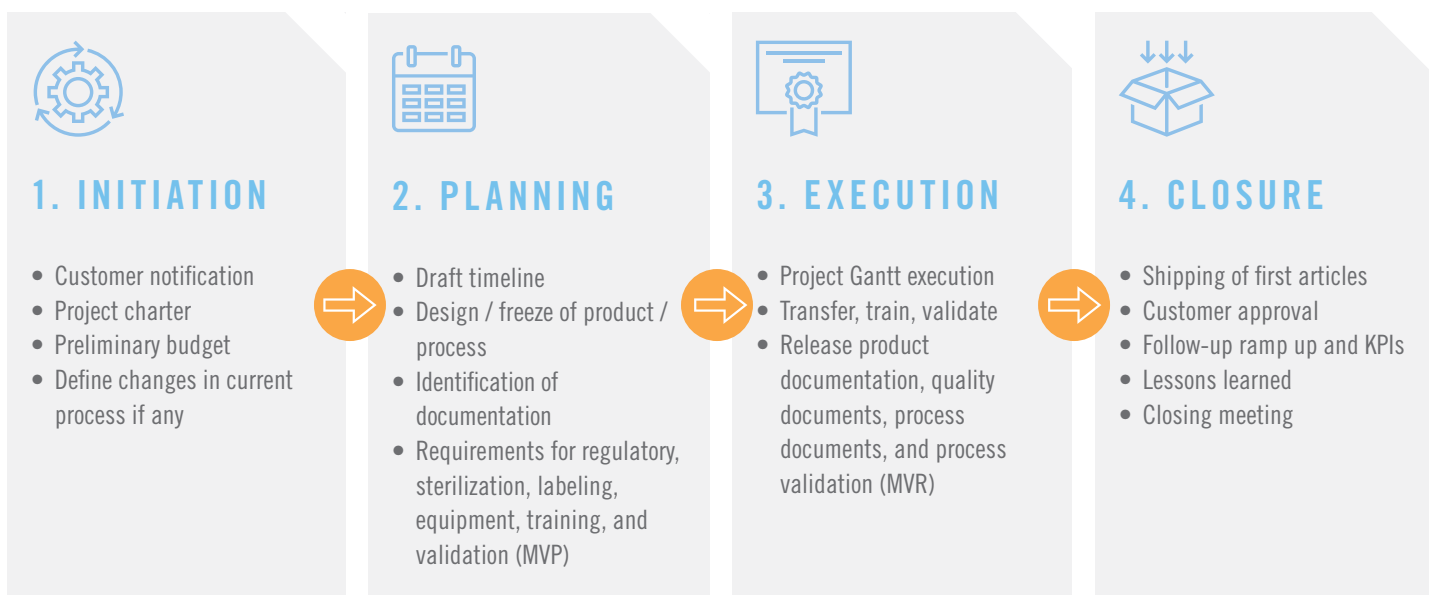 1. INITIATION
• Customer notification
• Project charter
• Preliminary budget
• Define changes in current
process if any
2. PLANNING
• Draft timeline
• Design / freeze of product /
process
• Identification of
documentation
• Requirements for regulatory,
sterilization, labeling,
equipment, training, and
validation (MVP)
3. EXECUTION
• Project Gantt execution
• Transfer, train, validate
• Release product
documentation, quality
documents, process
documents, and process
validation (MVR)
4. CLOSURE
• Shipping of first articles
• Customer approval
• Follow-up ramp up and KPIs
• Lessons learned
• Closing meeting